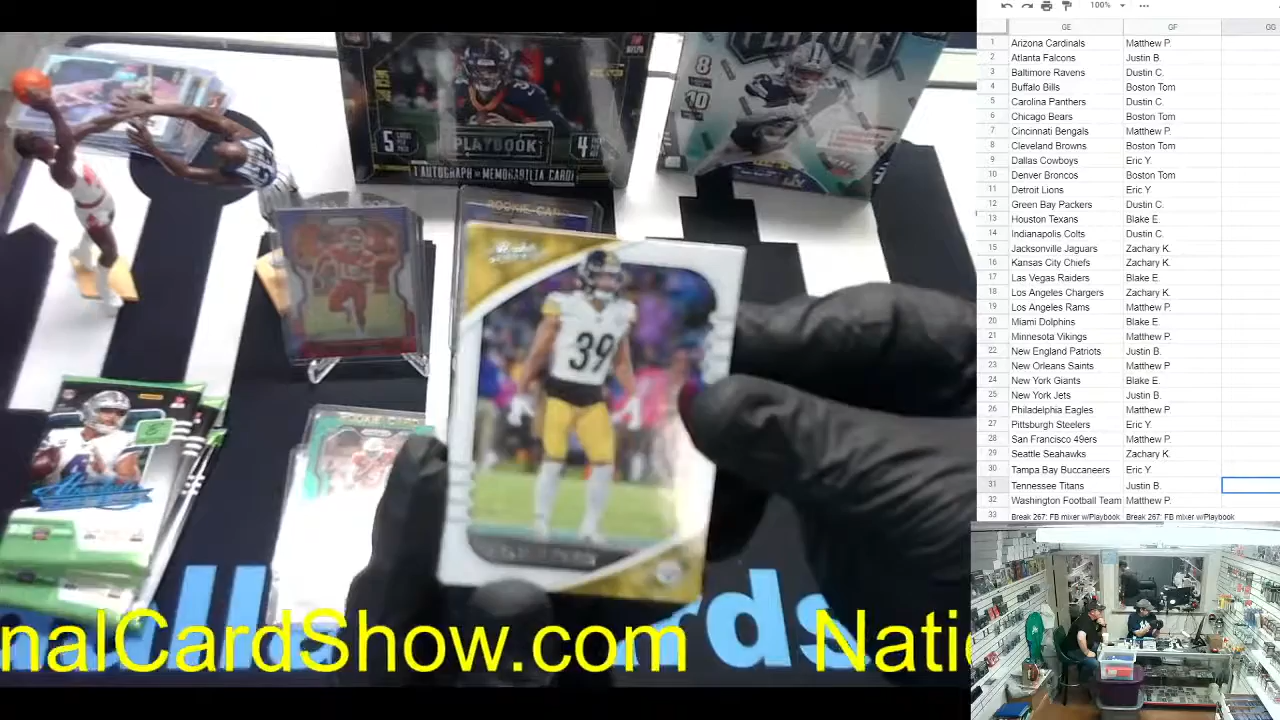 100%
GE GF GG
1 Arizona Cardinals Matthew P.
2 Atlanta Falcons Justin B.
3 Baltimore Ravens Dustin C.
4 Buffalo Bills Boston Tom
5 Carolina Panthers Dustin C.
6 Chicago Bears Boston Tom
7 Cincinnati Bengals Matthew P.
8 Cleveland Browns Boston Tom
9 Dallas Cowboys Eric Y.
10 Denver Broncos Boston Tom
11 Detroit Lions Eric Y
12 Green Bay Packers Dustin C.
13 Houston Texans Blake E.
14 Indianapolis Colts Dustin C.
15 Jacksonville Jaguars Zachary K.
16 Kansas City Chiefs Zachary K.
17 Las Vegas Raiders Blake E.
18 Los Angeles Chargers Zachary K.
19 Los Angeles Rams Matthew P.
20 Miami Dolphins Blake E.
21 Minnesota Vikings Matthew P.
22 New England Patriots Justin B.
23 New Orleans Saints Matthew P
24 New York Giants Blake E.
25 New York Jets Justin B.
26 Philadelphia Eagles Matthew P.
27 Pittsburgh Steelers Eric Y.
28 San Francisco 49ers Matthew P.
29 Seattle Seahawks Zachary K.
30 Tampa Bay Buccaneers Eric Y.
31 Tennessee Titans Justin B.
32 Washington Football Team Matthew P.
33 Break 267: FB mixer w/Playbook Break 267: FB mixer w/Playbook
PLAYOFF
8
10
5
PLAYBOOK
4
1 AUTOGRAPH or MEMORABILIA CARD
39
Absolute
rds
nalCardShow.com Natio